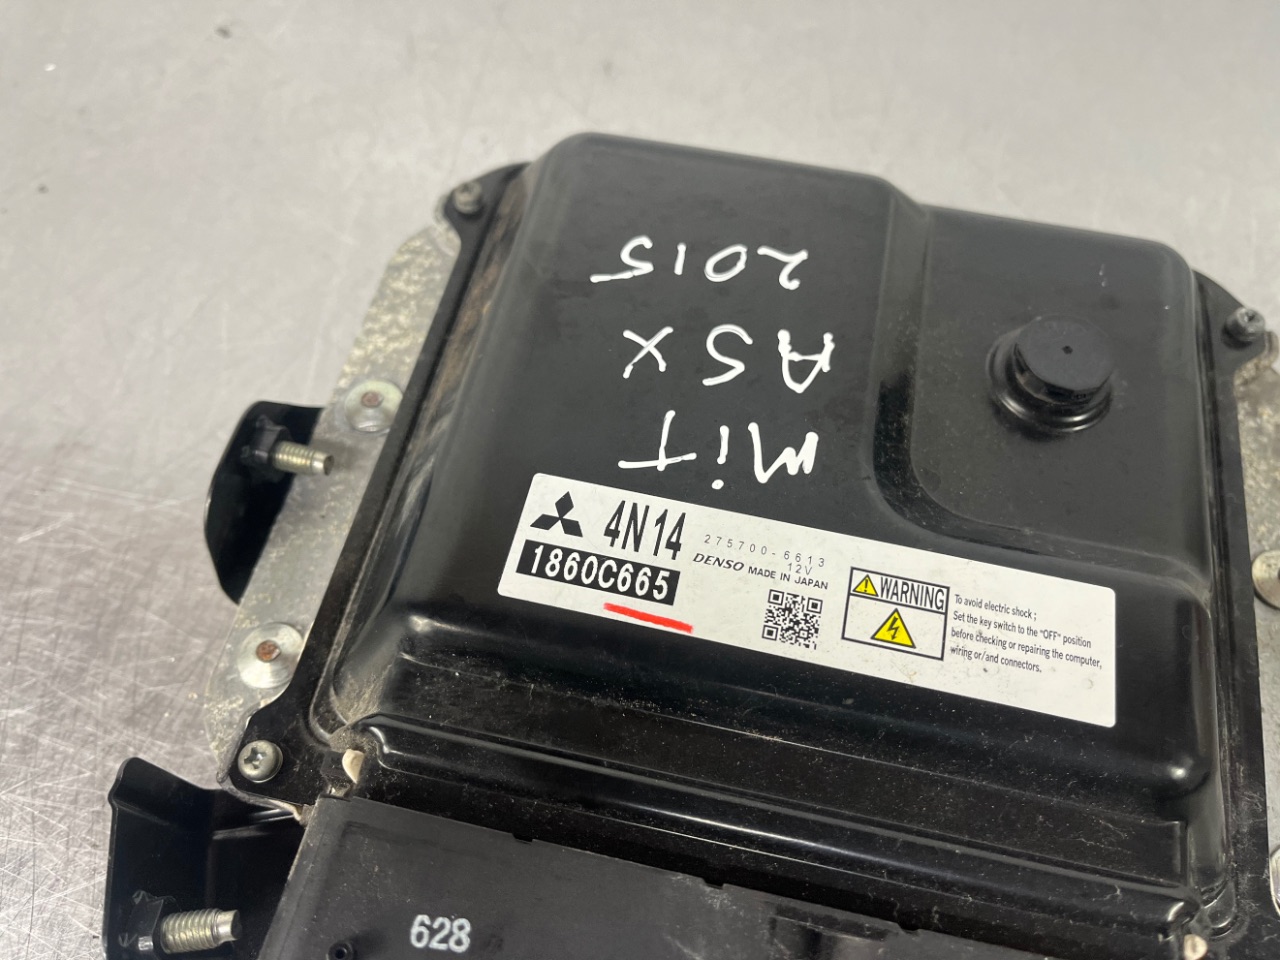 MiT
ASX
2015
4N14
275700-6613
12V
1860C665
DENSO MADE IN JAPAN
WARNING
To avoid electric shock ;
Set the key switch to the "OFF" position
before checking or repairing the computer,
wiring or/and connectors.
628